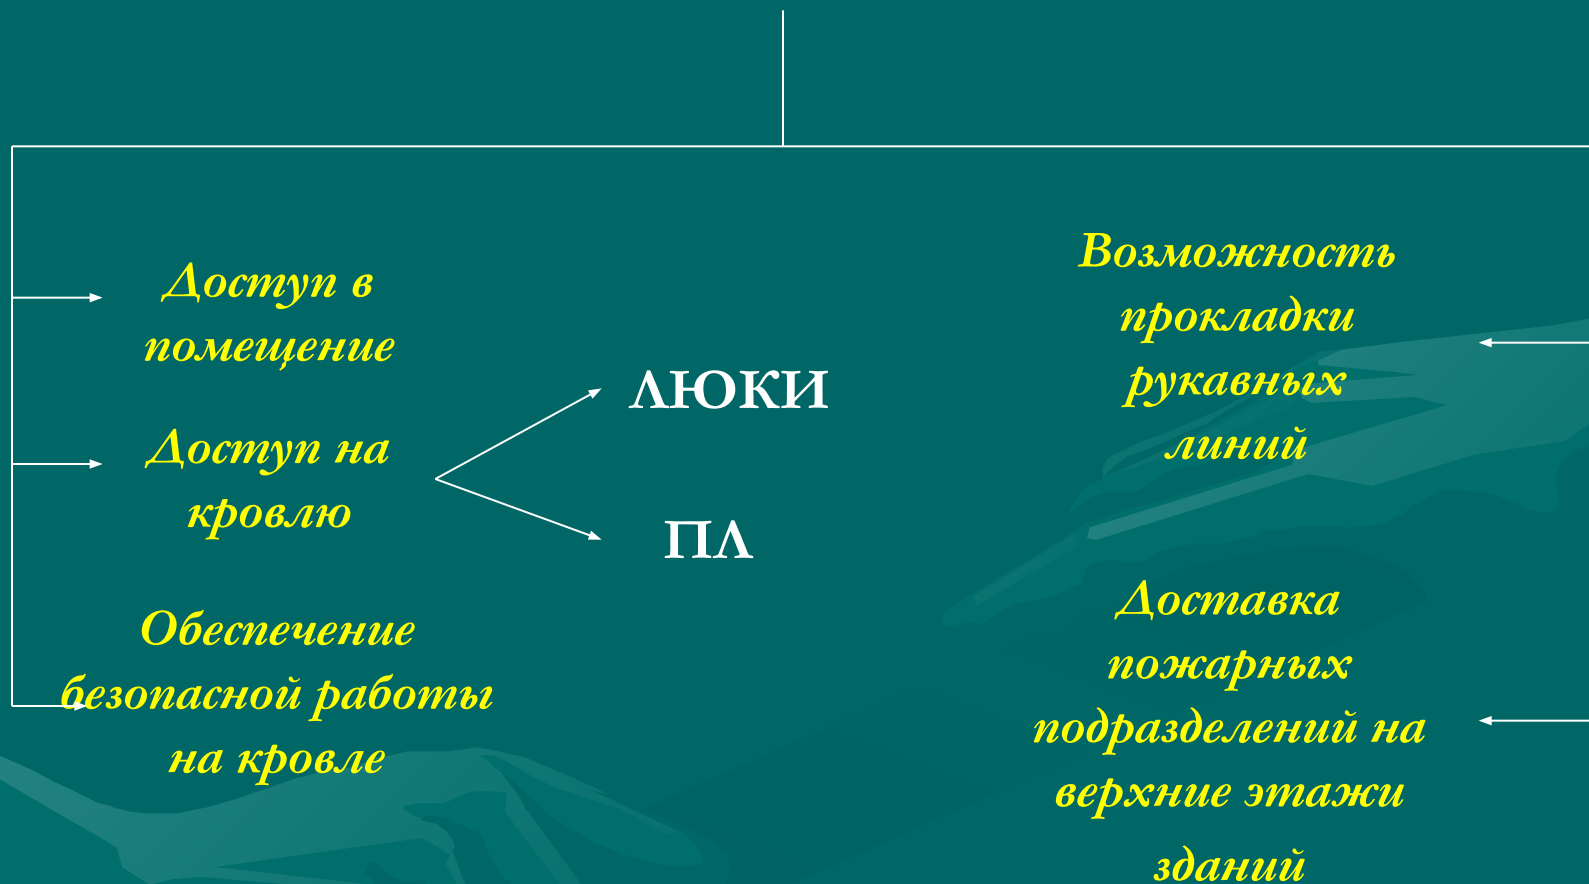 Доступ в
помещение
Доступ на
кровлю
Обеспечение
безопасной работы
на кровле
ЛЮКИ
ПЛ
Возможность
прокладки
рукавных
линий
Доставка
пожарных
подразделений на
верхние этажи
зданий